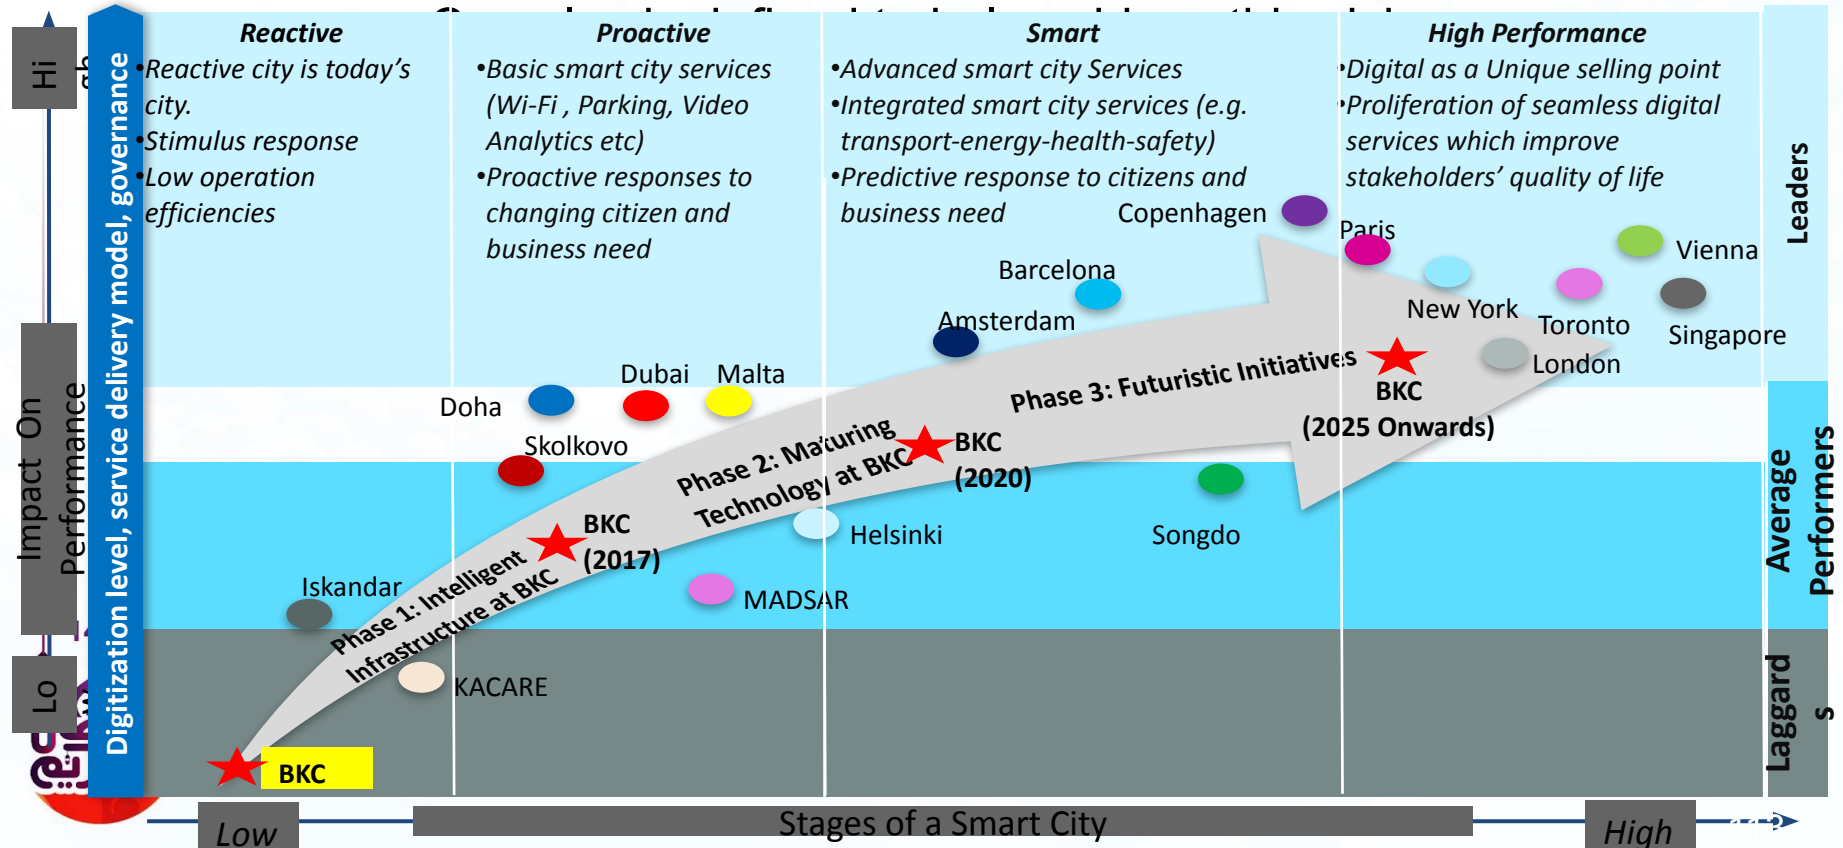 Reactive
•Reactive city is today's
city.
•Stimulus response
•Low operation
efficiencies
Proactive
•Basic smart city services
(Wi-Fi , Parking, Video
Analytics etc)
•Proactive responses to
changing citizen and
business need
Smart
•Advanced smart city Services
•Integrated smart city services (e.g.
transport-energy-health-safety)
•Predictive response to citizens and
business need
High Performance
•Digital as a Unique selling point
•Proliferation of seamless digital
services which improve
stakeholders' quality of life
Hi
gh
Impact On
Performance
Lo
Digitization level, service delivery model, governance
Leaders
Average
Performers
Laggard
s
Copenhagen
Paris
Vienna
Barcelona
New York
Toronto
Singapore
Amsterdam
London
Dubai
Malta
Doha
Skolkovo
Helsinki
Songdo
MADSAR
Iskandar
KACARE
Phase 1: Intelligent
Infrastructure at BKC
Phase 2: Maturing
Technology at BKC
Phase 3: Futuristic Initiatives
BKC
BKC
(2017)
BKC
(2020)
BKC
(2025 Onwards)
Low
Stages of a Smart City
High